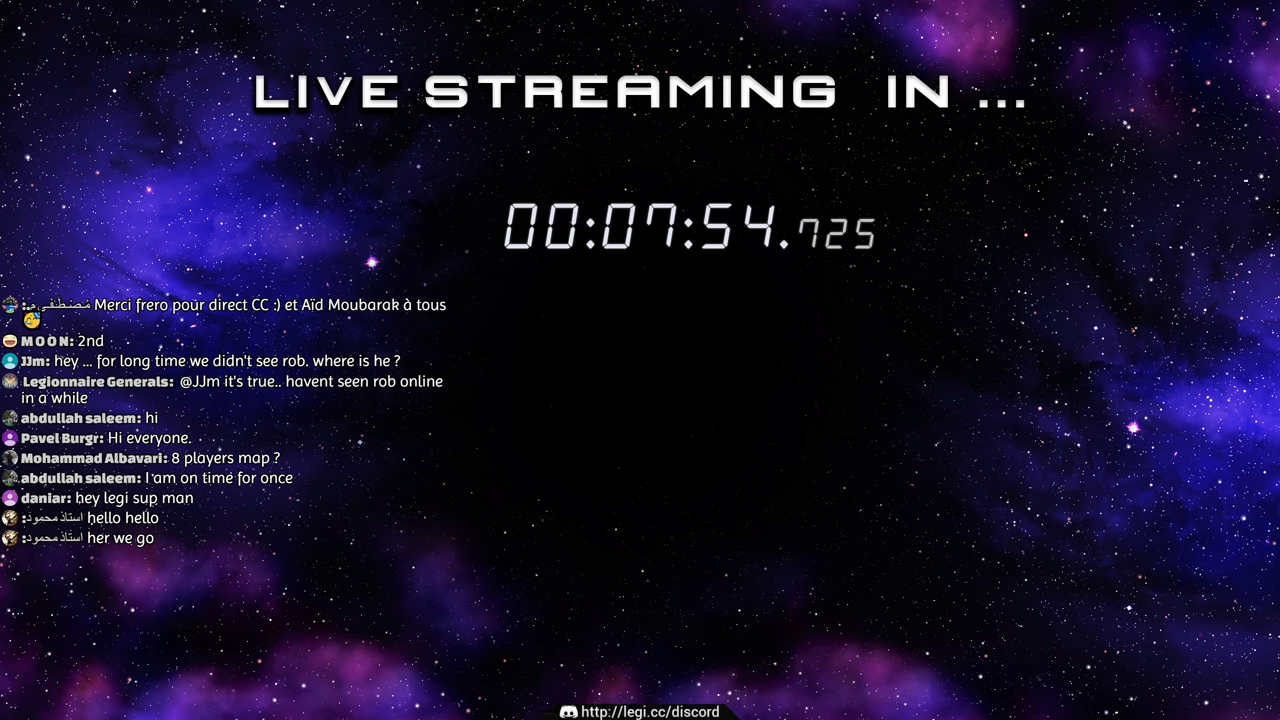 LIVE STREAMING IN ...
00:07:54.725
Merci frero pour direct CC :) et Aïd Moubarak à tous
🥳
M O O N: 2nd
JJm: hey ... for long time we didn't see rob. where is he ?
Legionnaire Generals: @JJm it's true.. havent seen rob online
in a while
abdullah saleem: hi
Pavel Burgr: Hi everyone.
Mohammad Albavari: 8 players map ?
abdullah saleem: I am on time for once
daniar: hey legi sup man
استاذ محمود: hello hello
استاذ محمود: her we go
http://legi.cc/discord